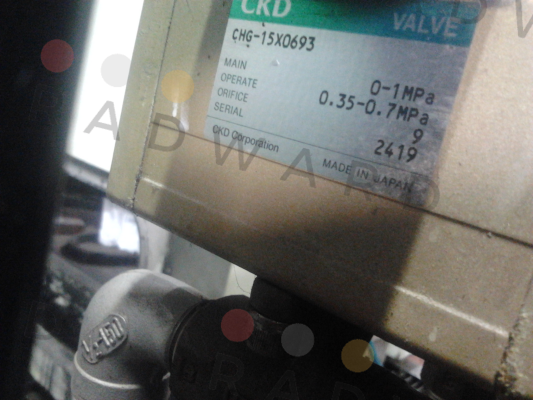 CKD VALVE
CHG-15X0693
MAIN 0-1MPa
OPERATE 0.35-0.7MPa
ORIFICE 9
SERIAL 2419
CKD Corporation MADE IN JAPAN
ADWARD
RADWARD